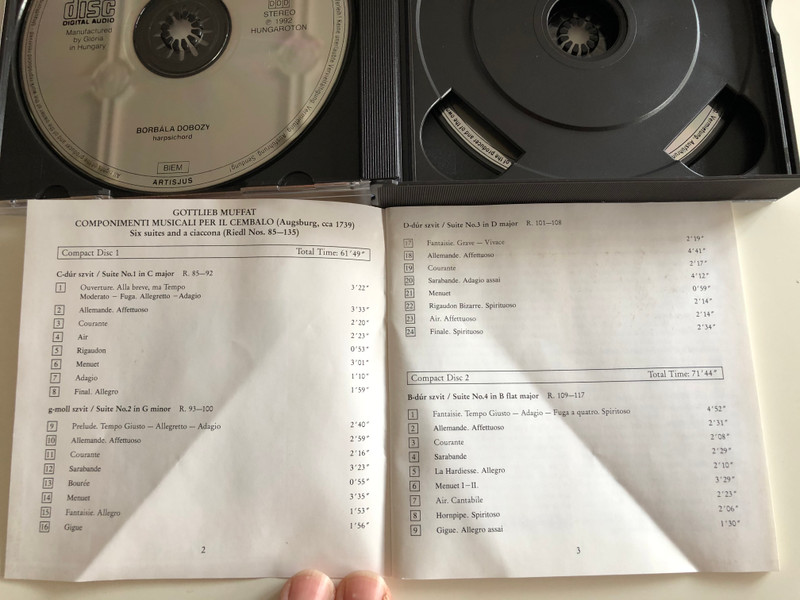 disc
DIGITAL AUDIO
Manufactured
by Glória
in Hungary
DDD
STEREO
℗ 1992
HUNGAROTON
BORBÁLA DOBOZY
harpsichord
BIEM
ARTISJUS
GOTTLIEB MUFFAT
COMPONIMENTI MUSICALI PER IL CEMBALO (Augsburg, cca 1739)
Six suites and a ciaccona (Riedl Nos. 85—135)
Compact Disc 1 Total Time: 61'49"
C-dúr szvit / Suite No.1 in C major R. 85—92
1 Ouverture. Alla breve, ma Tempo 3'22"
Moderato — Fuga. Allegretto —Adagio
2 Allemande. Affettuoso 3'33"
3 Courante 2'20"
4 Air 2'23"
5 Rigaudon 0'53"
6 Menuet 3'01"
7 Adagio 1'10"
8 Final. Allegro 1'59"
g-moll szvit / Suite No.2 in G minor R. 93—100
9 Prelude. Tempo Giusto — Allegretto — Adagio 2'40"
10 Allemande. Affettuoso 2'59"
11 Courante 2'16"
12 Sarabande 3'23"
13 Bourée 0'55"
14 Menuet 3'35"
15 Fantaisie. Allegro 1'53"
16 Gigue 1'56"
2
D-dúr szvit / Suite No.3 in D major R. 101—108
17 Fantaisie. Grave — Vivace 2'19"
18 Allemande. Affettuoso 4'41"
19 Courante 2'17"
20 Sarabande. Adagio assai 4'12"
21 Menuet 0'59"
22 Rigaudon Bizarre. Spirituoso 2'14"
23 Air. Affettuoso 2'14"
24 Finale. Spirituoso 2'34"
Compact Disc 2 Total Time: 71'44"
B-dúr szvit / Suite No.4 in B flat major R. 109—117
1 Fantaisie. Tempo Giusto — Adagio — Fuga a quatro. Spiritoso 4'52"
2 Allemande. Affettuoso 2'31"
3 Courante 2'08"
4 Sarabande 2'29"
5 La Hardiesse. Allegro 2'10"
6 Menuet I—II. 3'29"
7 Air. Cantabile 2'23"
8 Hornpipe. Spiritoso 2'06"
9 Gigue. Allegro assai 1'30"
3